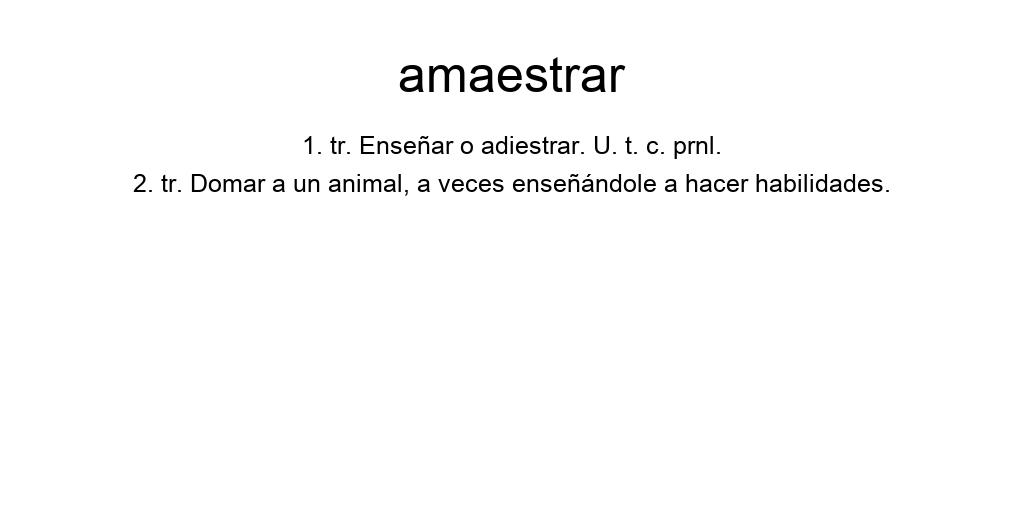 amaestrar
1. tr. Enseñar o adiestrar. U. t. c. prnl.
2. tr. Domar a un animal, a veces enseñándole a hacer habilidades.